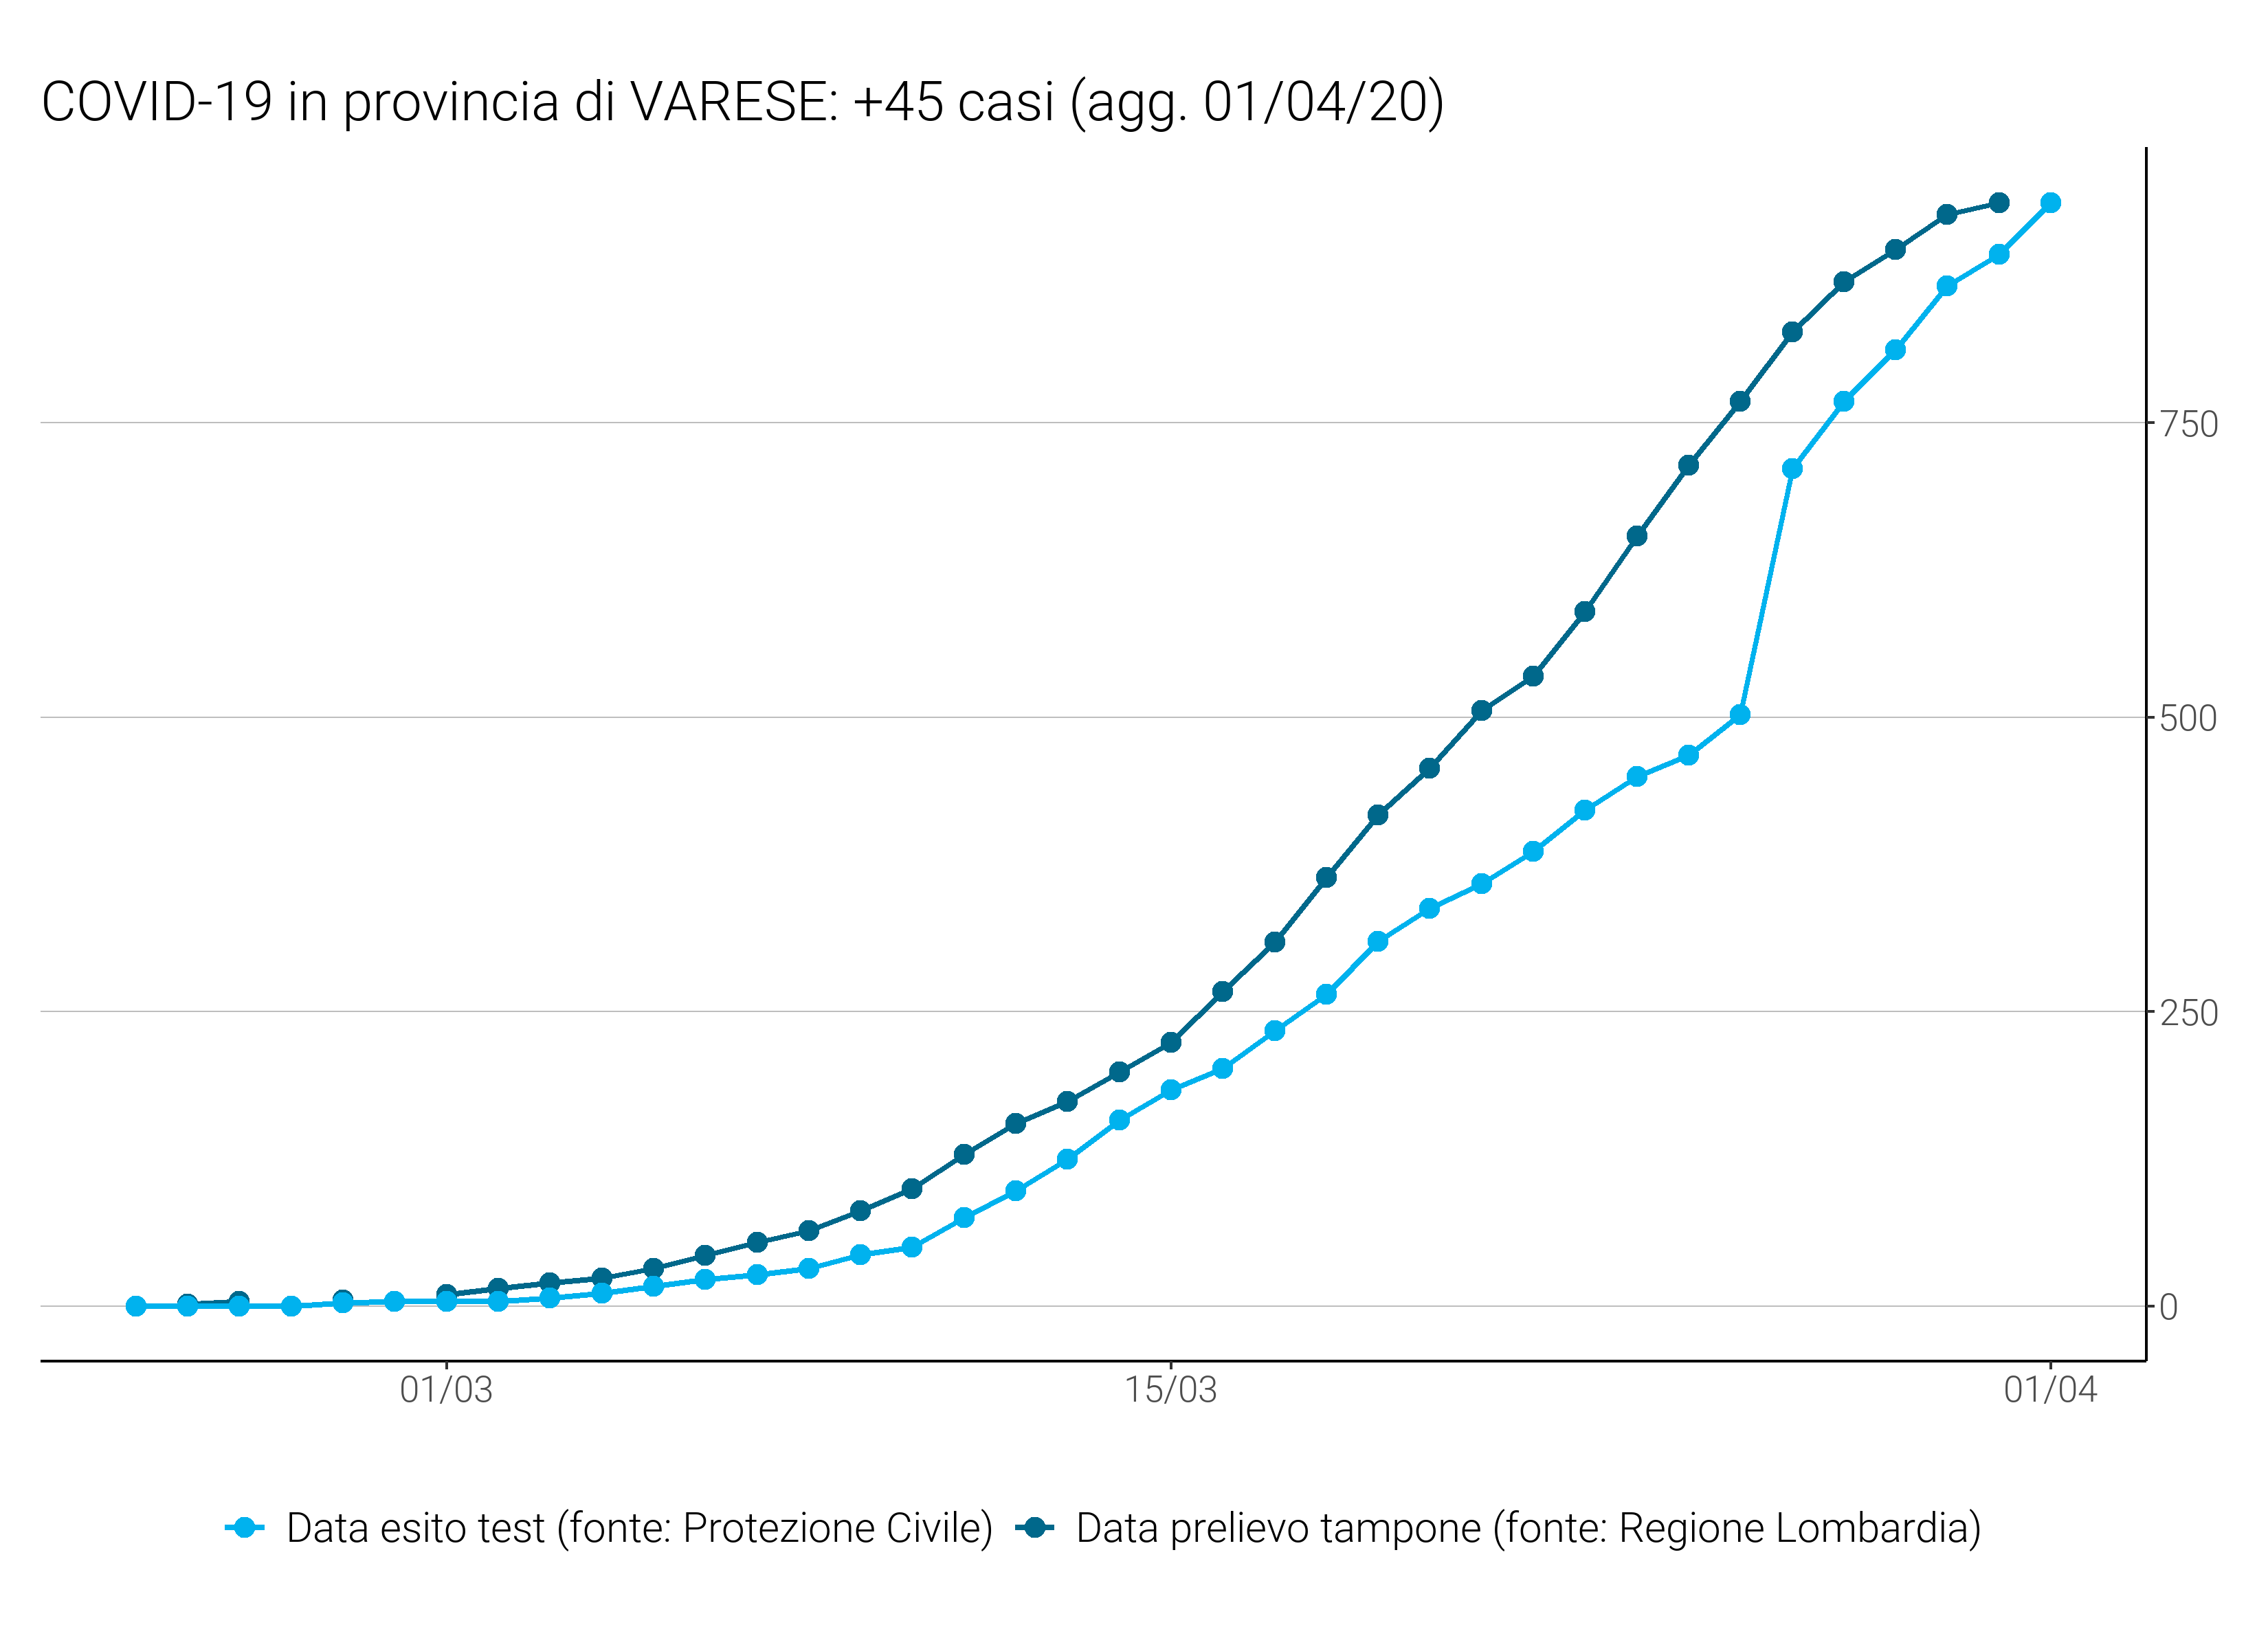 COVID-19 in provincia di VARESE: +45 casi (agg. 01/04/20)
750
500
250
0
01/03 15/03 01/04
Data esito test (fonte: Protezione Civile) Data prelievo tampone (fonte: Regione Lombardia)